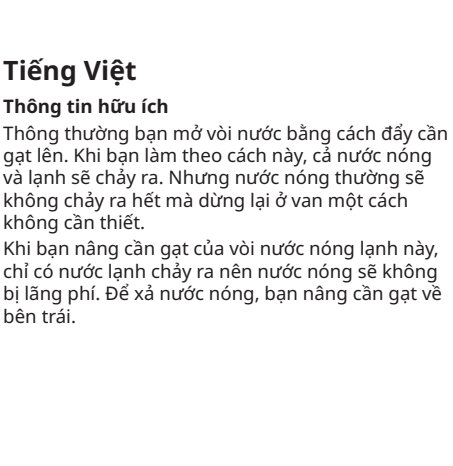 Tiếng Việt
Thông tin hữu ích
Thông thường bạn mở vòi nước bằng cách đẩy cần
gạt lên. Khi bạn làm theo cách này, cả nước nóng
và lạnh sẽ chảy ra. Nhưng nước nóng thường sẽ
không chảy ra hết mà dừng lại ở van một cách
không cần thiết.
Khi bạn nâng cần gạt của vòi nước nóng lạnh này,
chỉ có nước lạnh chảy ra nên nước nóng sẽ không
bị lãng phí. Để xả nước nóng, bạn nâng cần gạt về
bên trái.